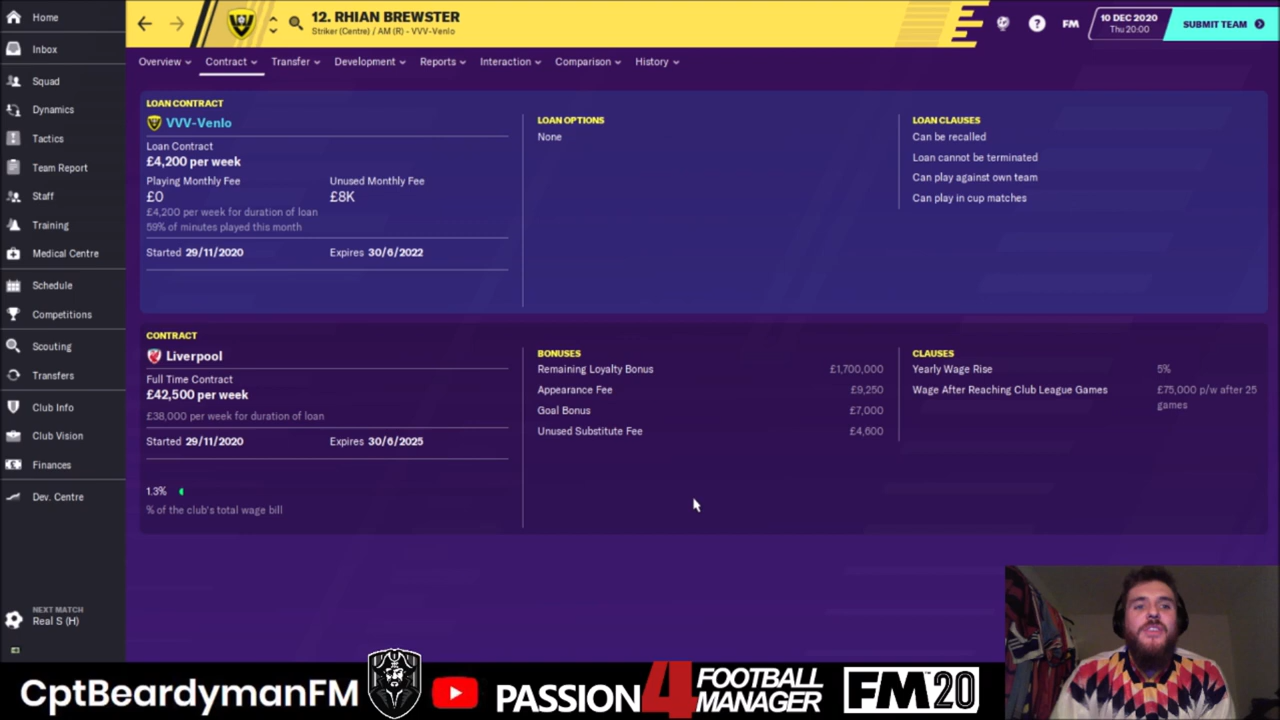 Home
Inbox
Squad
Dynamics
Tactics
Team Report
Staff
Training
Medical Centre
Schedule
Competitions
Scouting
Transfers
Club Info
Club Vision
Finances
Dev. Centre
NEXT MATCH
Real S (H)
12. RHIAN BREWSTER
Striker (Centre) / AM (R) - VVV-Venlo
?
FM
10 DEC 2020
Thu 20:00
SUBMIT TEAM
Overview
Contract
Transfer
Development
Reports
Interaction
Comparison
History
LOAN CONTRACT
VVV-Venlo
Loan Contract
£4,200 per week
Playing Monthly Fee Unused Monthly Fee
£0 £8K
£4,200 per week for duration of loan
59% of minutes played this month
Started 29/11/2020 Expires 30/6/2022
LOAN OPTIONS
None
LOAN CLAUSES
Can be recalled
Loan cannot be terminated
Can play against own team
Can play in cup matches
CONTRACT
Liverpool
Full Time Contract
£42,500 per week
£38,000 per week for duration of loan
Started 29/11/2020 Expires 30/6/2025
1.3%
% of the club's total wage bill
BONUSES
Remaining Loyalty Bonus £1,700,000
Appearance Fee £9,250
Goal Bonus £7,000
Unused Substitute Fee £4,600
CLAUSES
Yearly Wage Rise 5%
Wage After Reaching Club League Games £75,000 p/w after 25
games
CptBeardymanFM
PASSION 4 FOOTBALL
MANAGER
FM20